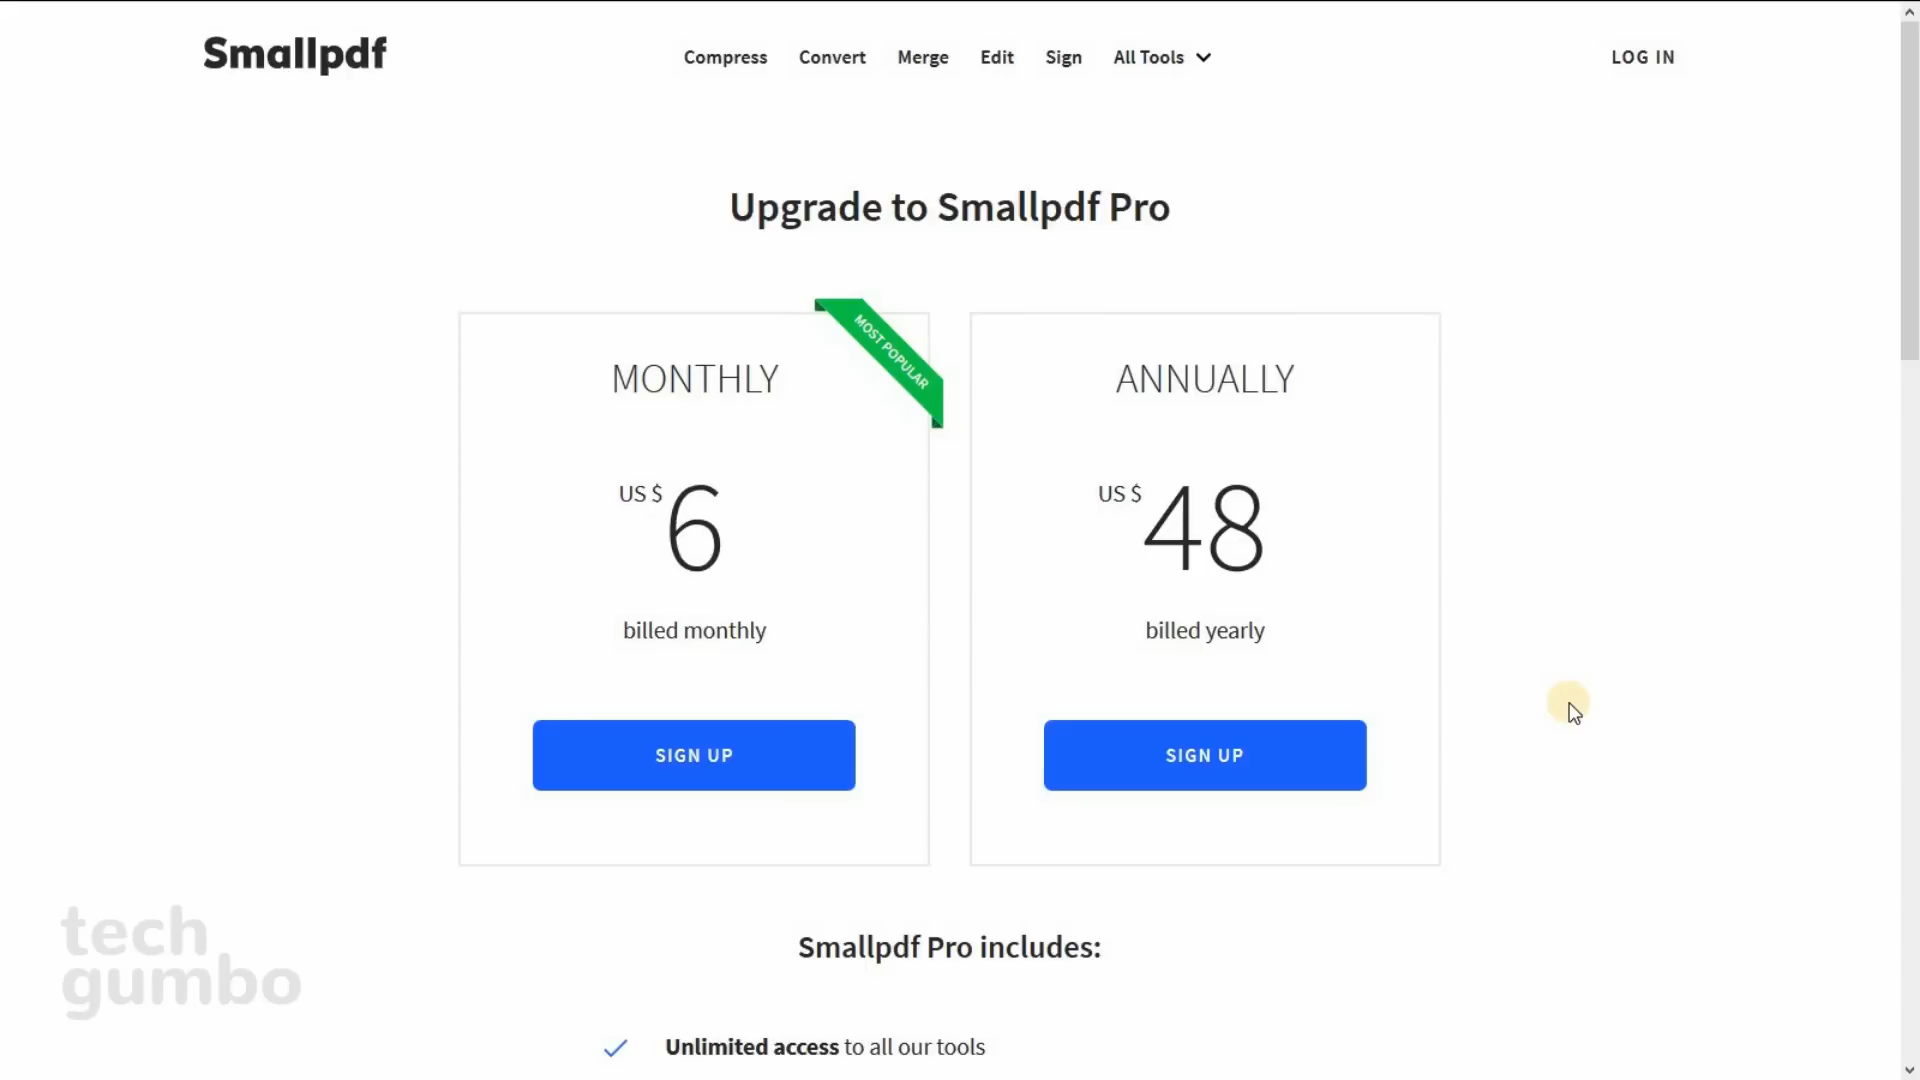 Smallpdf
Compress Convert Merge Edit Sign All Tools
LOG IN
Upgrade to Smallpdf Pro
MOST POPULAR
MONTHLY
US $ 6
billed monthly
SIGN UP
ANNUALLY
US $ 48
billed yearly
SIGN UP
Smallpdf Pro includes:
Unlimited access to all our tools
tech
gumbo